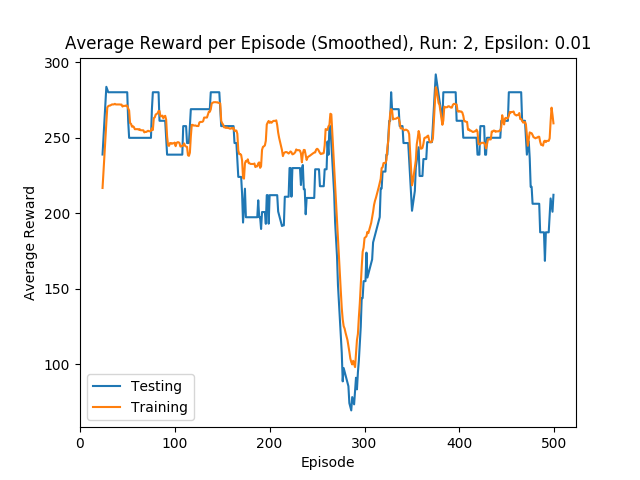 Average Reward per Episode (Smoothed), Run: 2, Epsilon: 0.01
300
250
200
150
100
Average Reward
Testing
Training
0 100 200 300 400 500
Episode